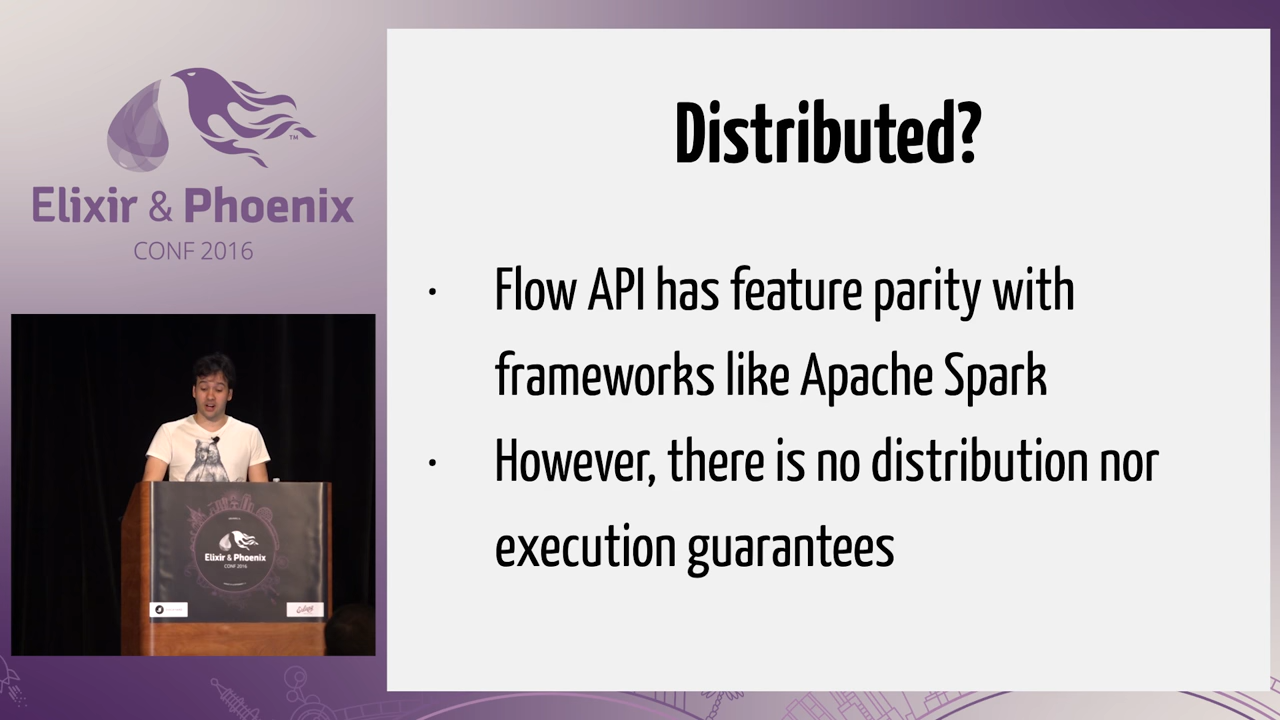 TM
Elixir & Phoenix
CONF 2016
Distributed?
· Flow API has feature parity with
frameworks like Apache Spark
· However, there is no distribution nor
execution guarantees
Elixir & Phoenix
CONF 2016